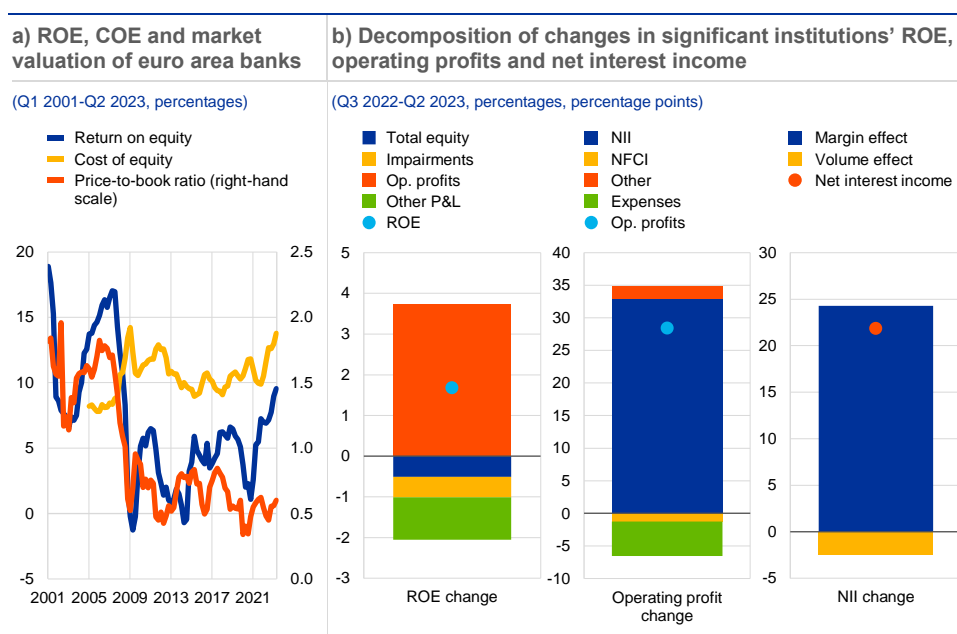 a) ROE, COE and market
valuation of euro area banks
(Q1 2001-Q2 2023, percentages)
Return on equity
Cost of equity
Price-to-book ratio (right-hand
scale)
20
15
10
5
0
-5
2.5
2.0
1.5
1.0
0.5
0.0
2001 2005 2009 2013 2017 2021
b) Decomposition of changes in significant institutions’ ROE,
operating profits and net interest income
(Q3 2022-Q2 2023, percentages, percentage points)
Total equity
Impairments
Op. profits
Other P&L
ROE
5
4
3
2
1
0
-1
-2
-3
ROE change
NII
NFCI
Other
Expenses
Op. profits
40
35
30
25
20
15
10
5
0
-5
-10
Operating profit
change
Margin effect
Volume effect
Net interest income
30
25
20
15
10
5
0
-5
NII change